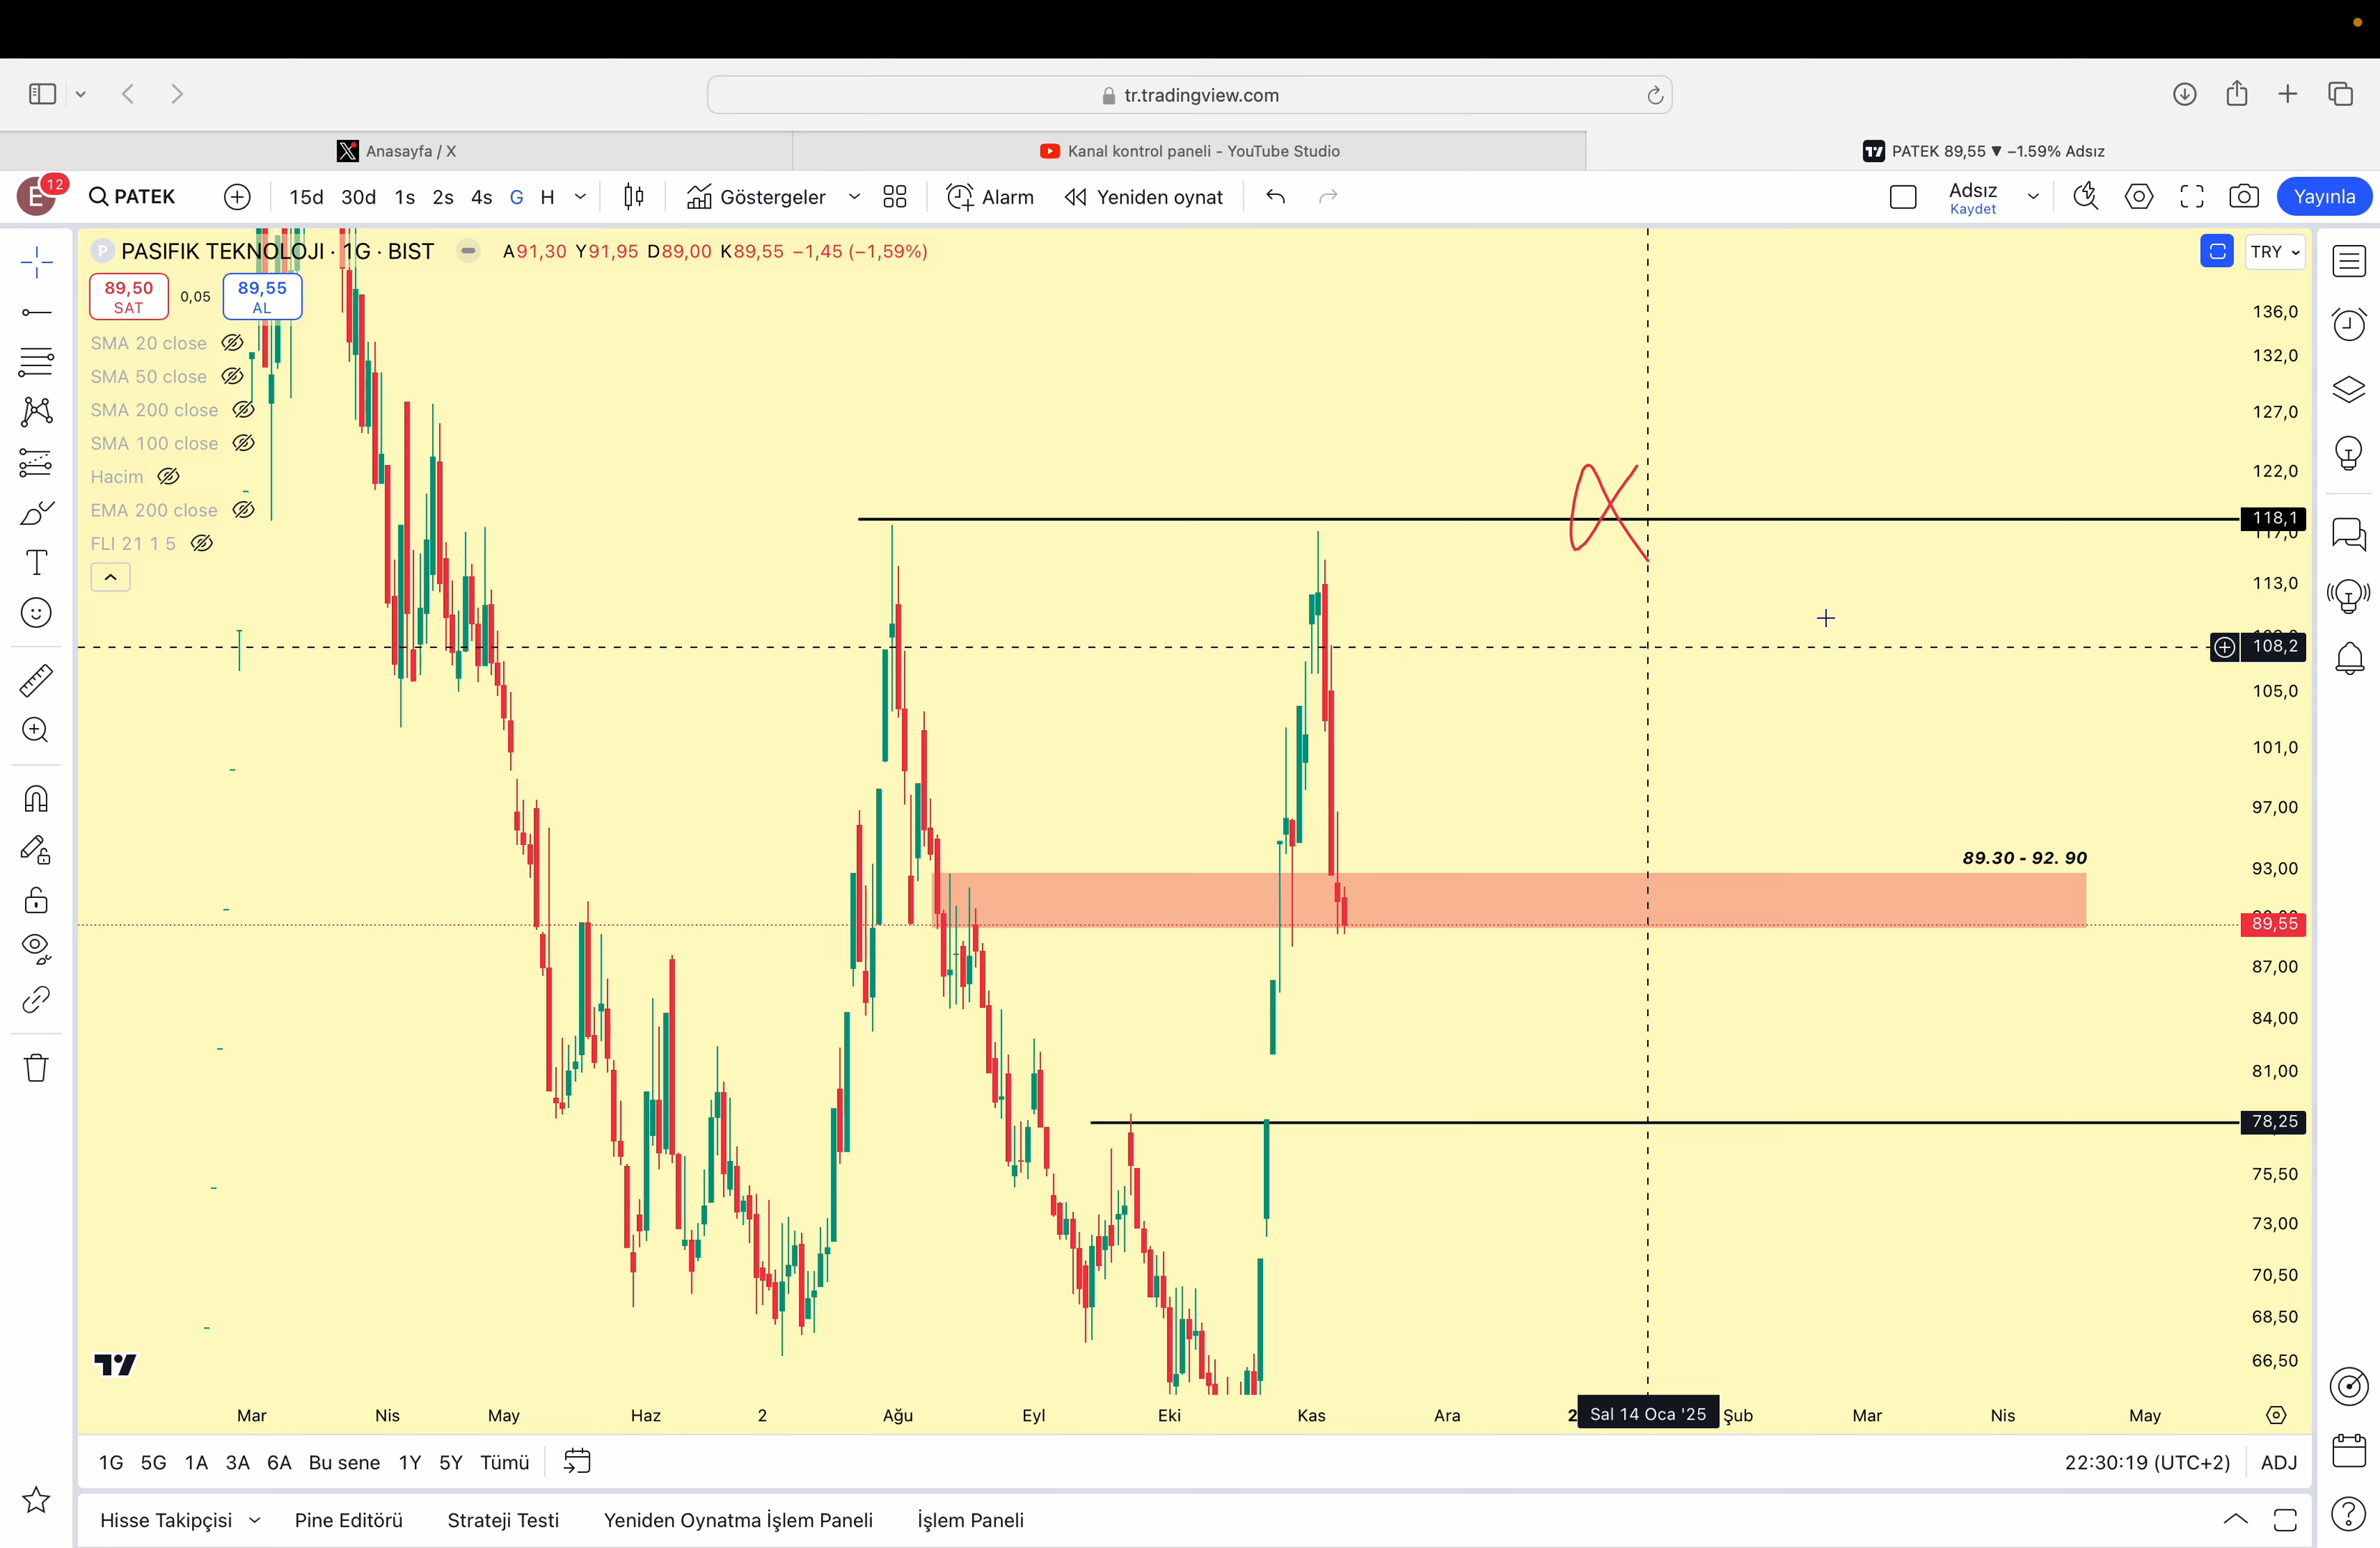 tr.tradingview.com
Anasayfa / X
Kanal kontrol paneli - YouTube Studio
PATEK 89,55 ▼ −1.59% Adsız
E 12
PATEK
15d 30d 1s 2s 4s G H
Göstergeler
Alarm
Yeniden oynat
Adsız
Kaydet
Yayınla
P PASIFIK TEKNOLOJI · 1G · BIST
A91,30 Y91,95 D89,00 K89,55 −1,45 (−1,59%)
TRY
89,50
SAT
0,05
89,55
AL
SMA 20 close
SMA 50 close
SMA 200 close
SMA 100 close
Hacim
EMA 200 close
FLI 21 1 5
136,0
132,0
127,0
122,0
118,1
117,0
113,0
108,2
105,0
101,0
97,00
89.30 - 92. 90
93,00
89,55
87,00
84,00
81,00
78,25
75,50
73,00
70,50
68,50
66,50
Mar Nis May Haz 2 Ağu Eyl Eki Kas Ara 2 Sal 14 Oca '25 Şub Mar Nis May
1G 5G 1A 3A 6A Bu sene 1Y 5Y Tümü
22:30:19 (UTC+2) ADJ
Hisse Takipçisi Pine Editörü Strateji Testi Yeniden Oynatma İşlem Paneli İşlem Paneli